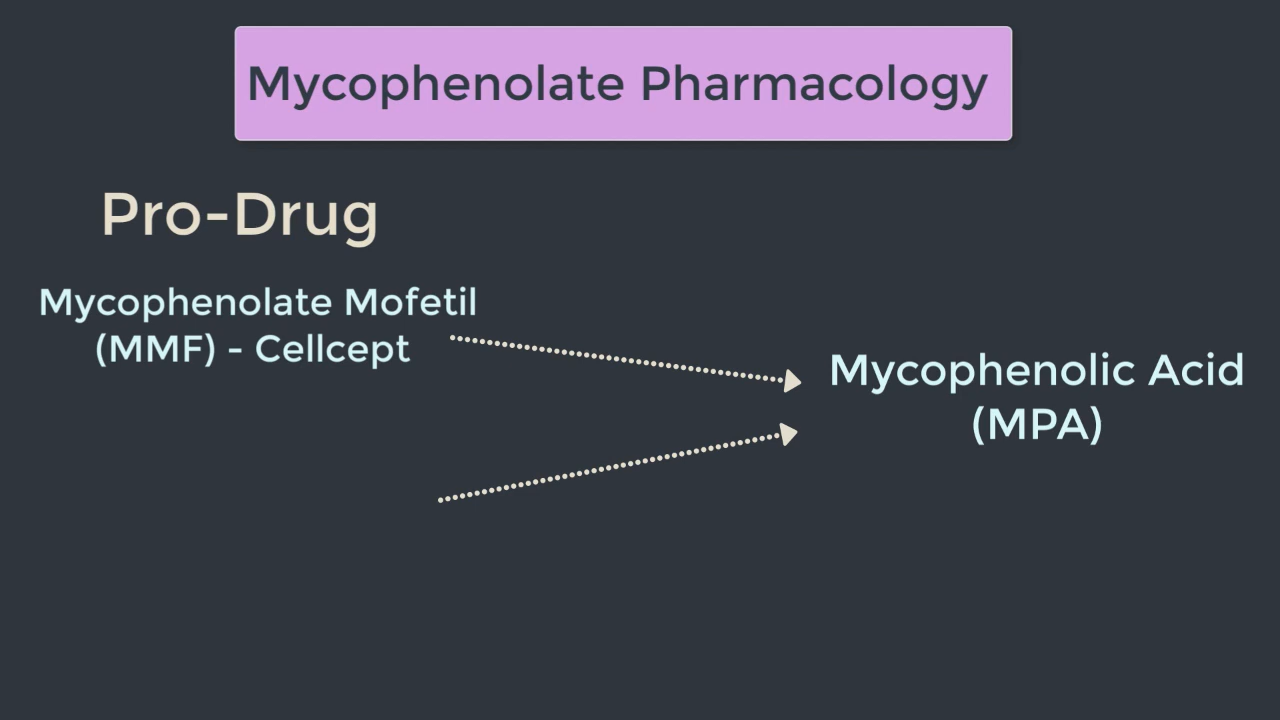 Mycophenolate Pharmacology
Pro-Drug
Mycophenolate Mofetil
(MMF) - Cellcept
Mycophenolic Acid
(MPA)